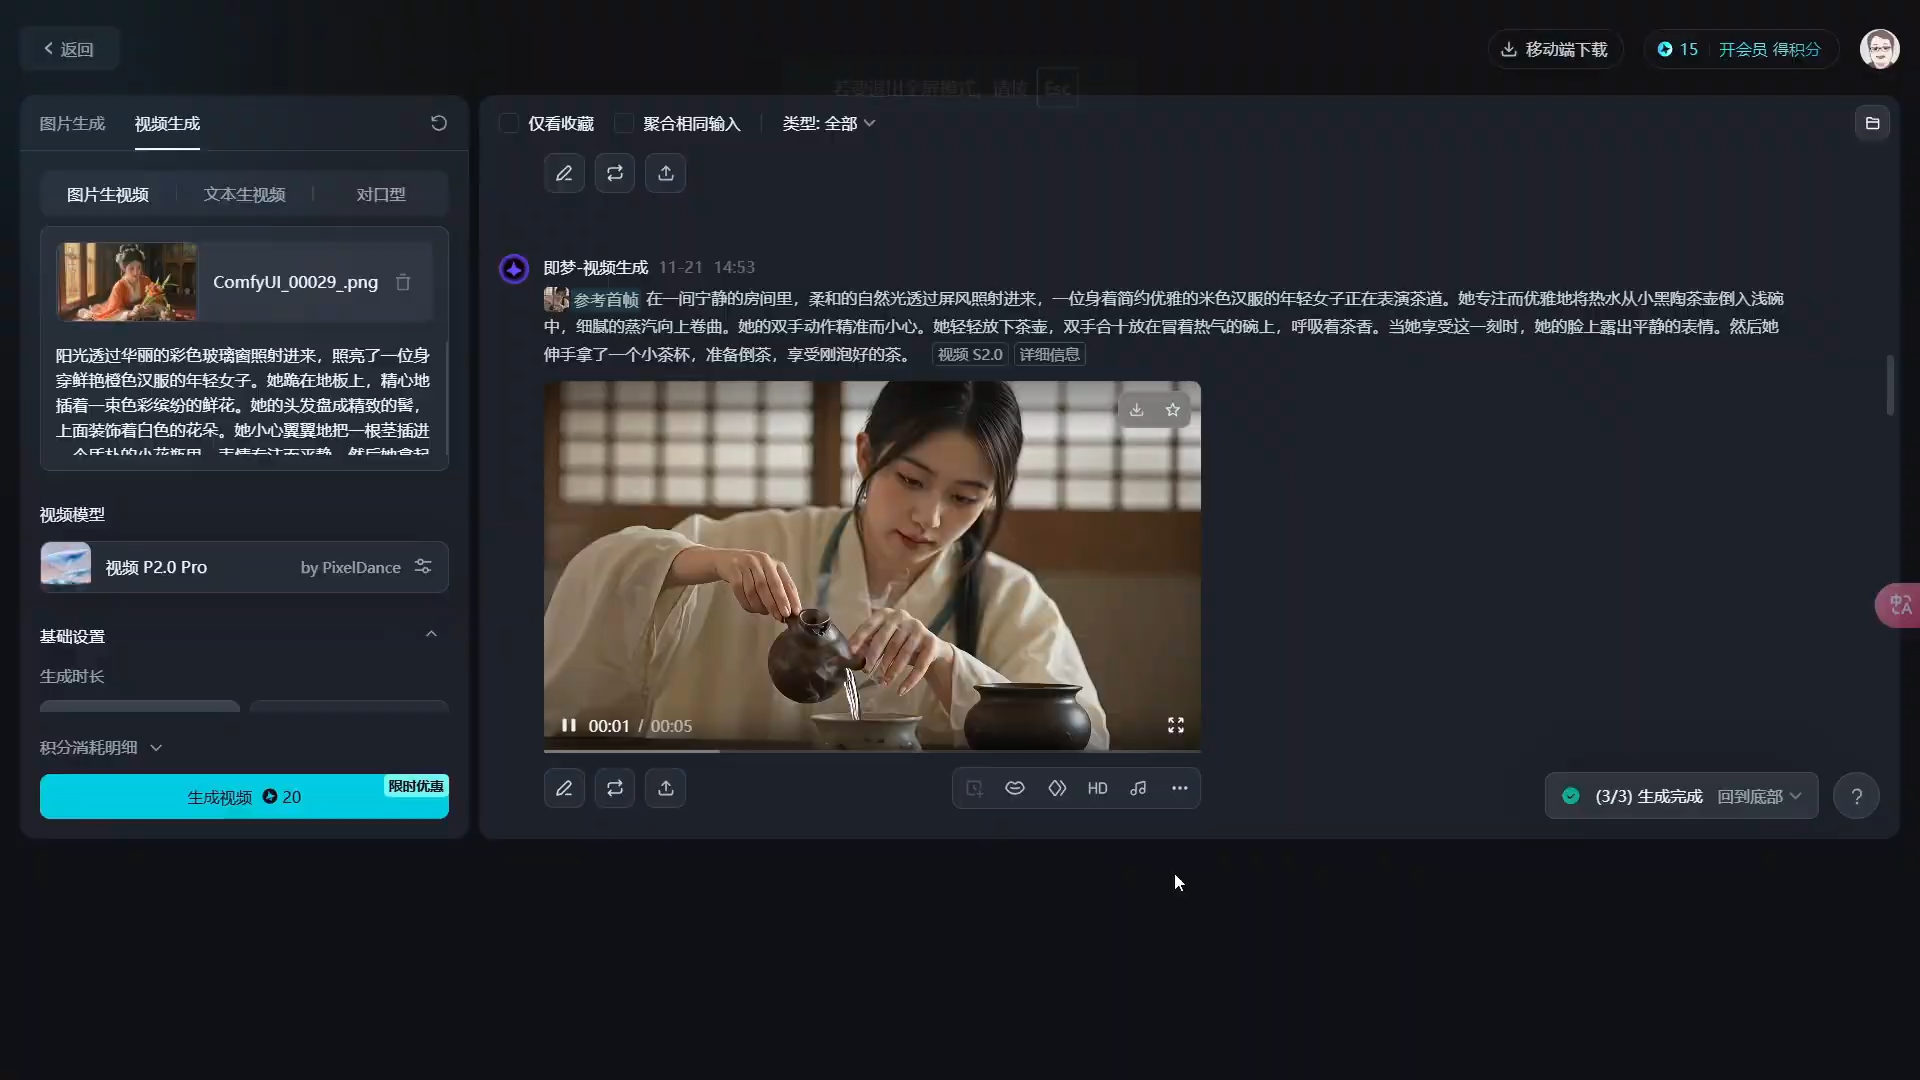 返回
移动端下载
15 开会员 得积分
若要退出全屏模式，请按 Esc
图片生成 视频生成
仅看收藏 聚合相同输入 类型: 全部
图片生视频 文本生视频 对口型
ComfyUI_00029_.png
阳光透过华丽的彩色玻璃窗照射进来，照亮了一位身
穿鲜艳橙色汉服的年轻女子。她跪在地板上，精心地
插着一束色彩缤纷的鲜花。她的头发盘成精致的髻，
上面装饰着白色的花朵。她小心翼翼地把一根茎插进
视频模型
视频 P2.0 Pro by PixelDance
基础设置
生成时长
积分消耗明细
限时优惠
生成视频 20
即梦-视频生成 11-21 14:53
参考首帧 在一间宁静的房间里，柔和的自然光透过屏风照射进来，一位身着简约优雅的米色汉服的年轻女子正在表演茶道。她专注而优雅地将热水从小黑陶茶壶倒入浅碗
中，细腻的蒸汽向上卷曲。她的双手动作精准而小心。她轻轻放下茶壶，双手合十放在冒着热气的碗上，呼吸着茶香。当她享受这一刻时，她的脸上露出平静的表情。然后她
伸手拿了一个小茶杯，准备倒茶，享受刚泡好的茶。 视频 S2.0 详细信息
00:01 / 00:05
HD
(3/3) 生成完成 回到底部
?
中A